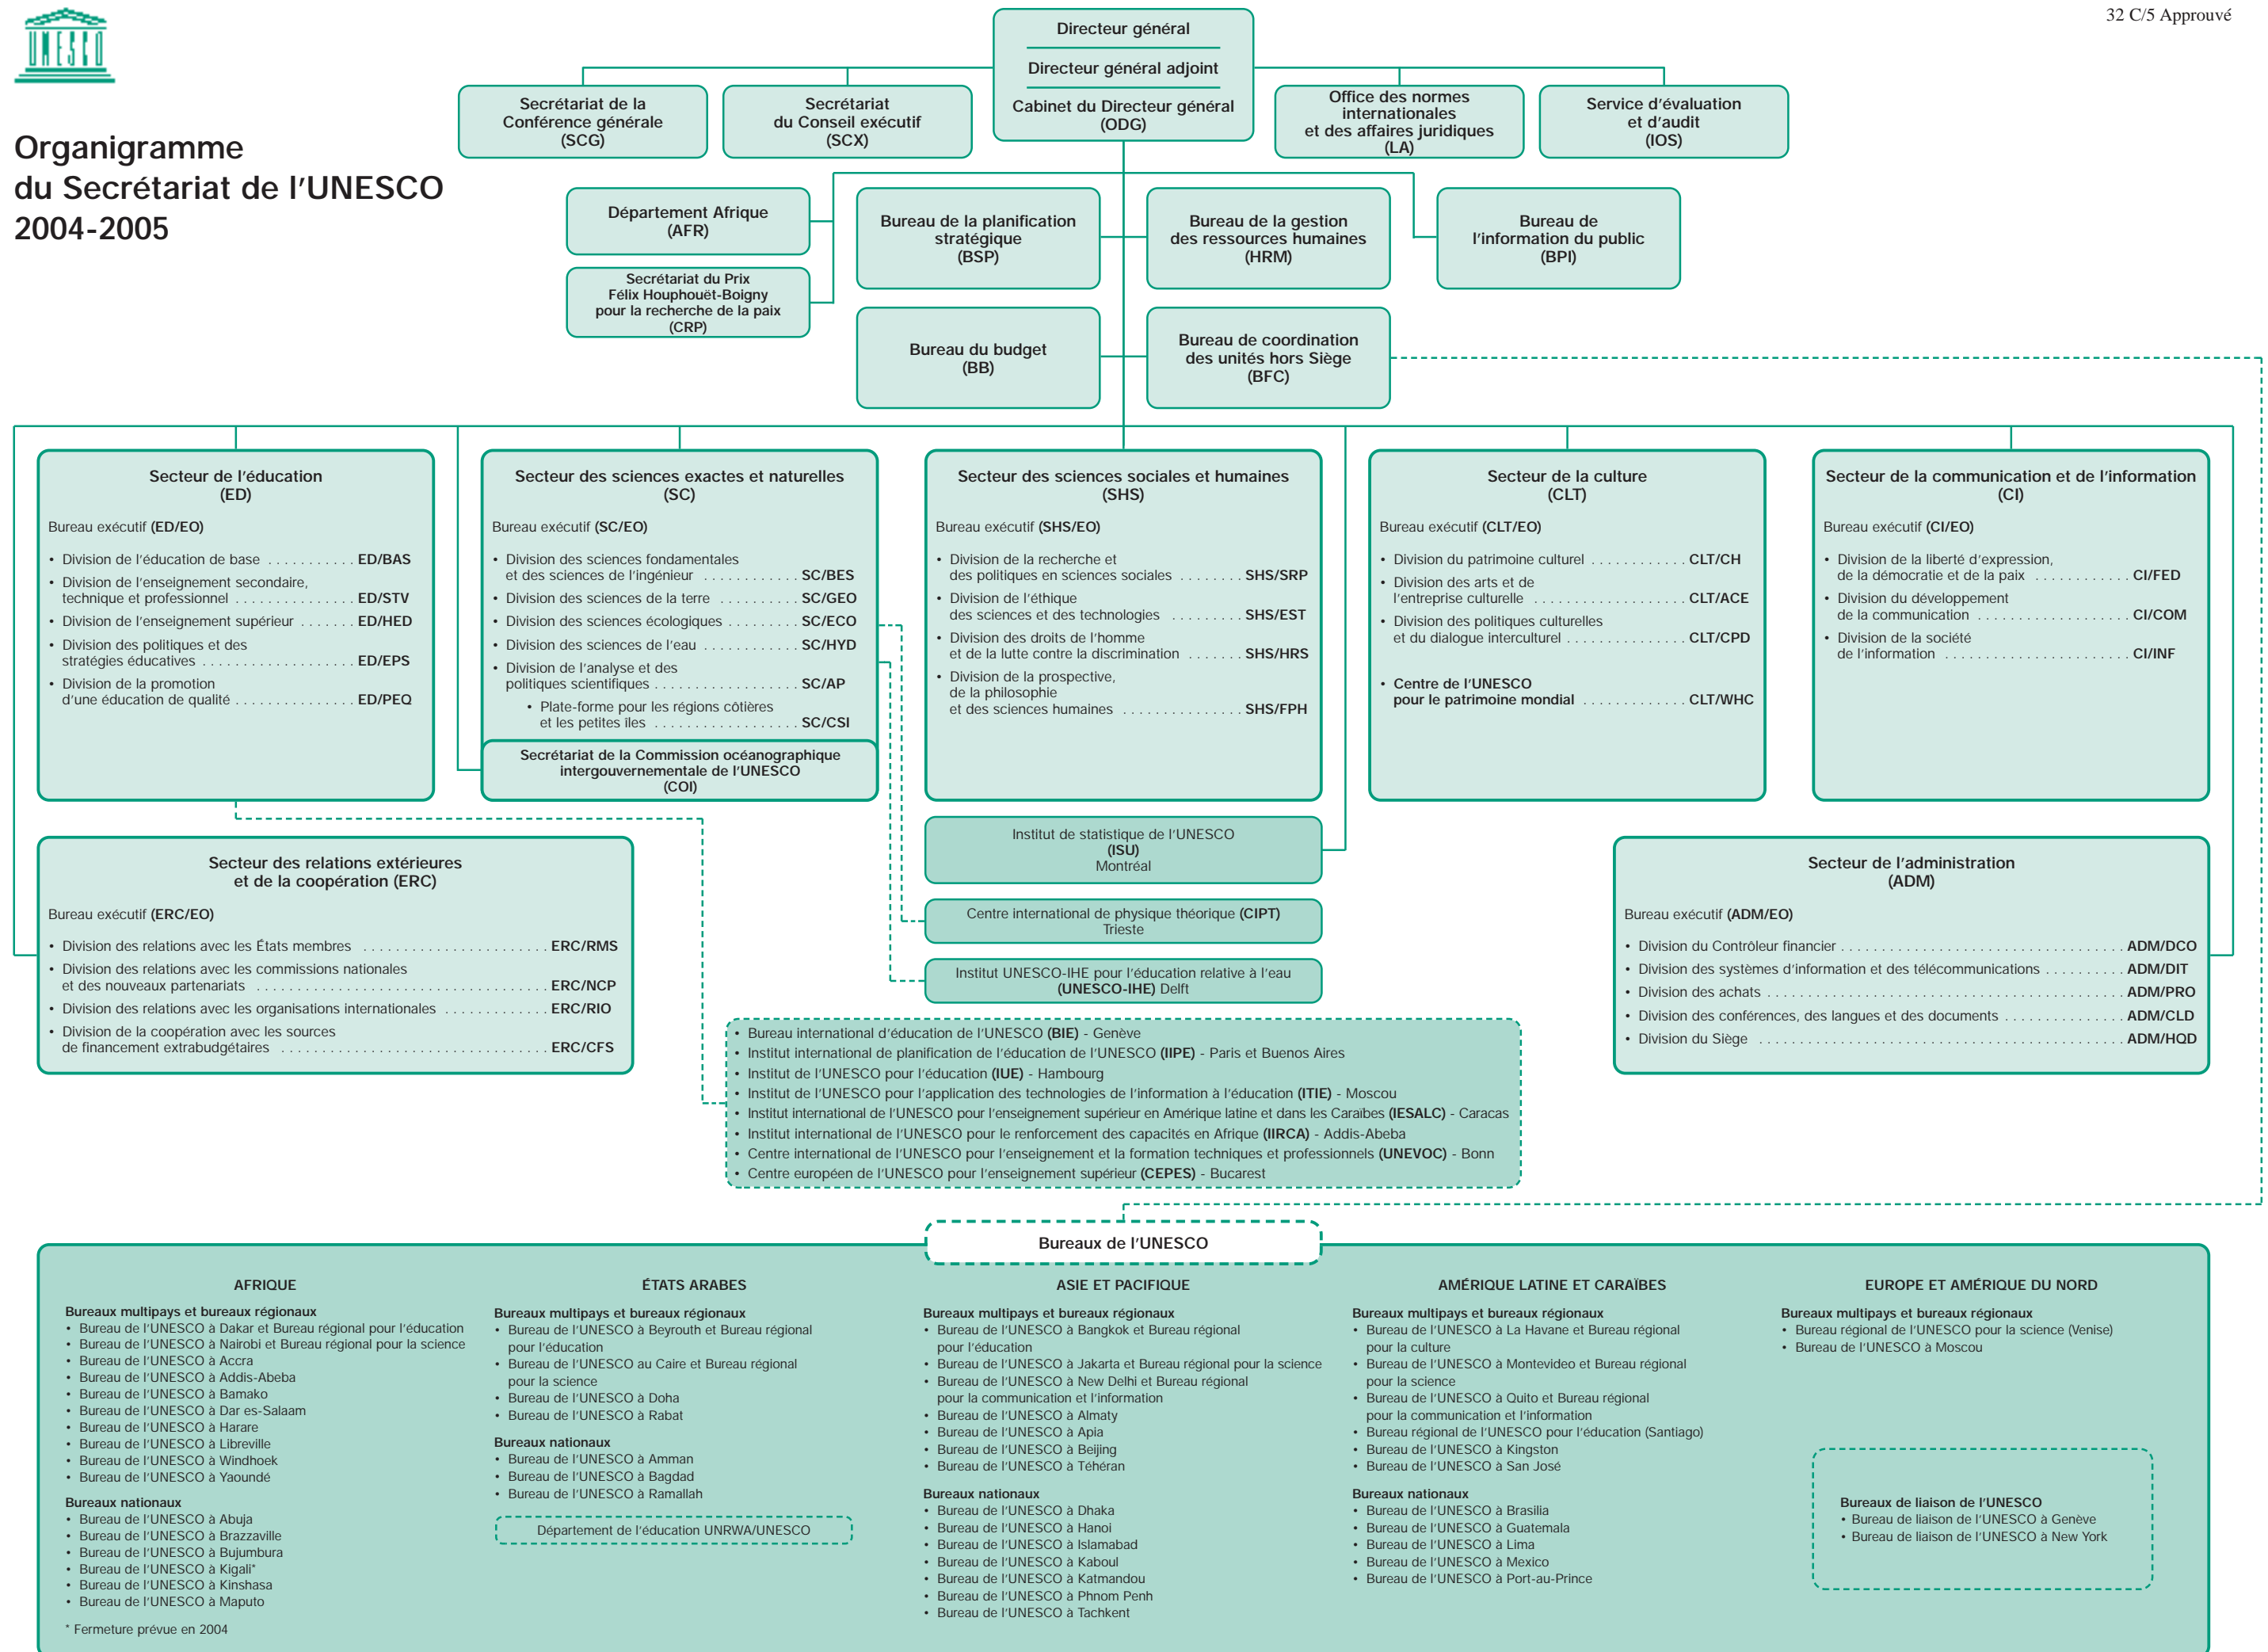 32 C/5 Approuvé
UNESCO
Organigramme
du Secrétariat de l'UNESCO
2004-2005
Directeur général
Directeur général adjoint
Cabinet du Directeur général
(ODG)
Secrétariat de la
Conférence générale
(SCG)
Secrétariat
du Conseil exécutif
(SCX)
Office des normes
internationales
et des affaires juridiques
(LA)
Service d'évaluation
et d'audit
(IOS)
Département Afrique
(AFR)
Secrétariat du Prix
Félix Houphouët-Boigny
pour la recherche de la paix
(CRP)
Bureau de la planification
stratégique
(BSP)
Bureau de la gestion
des ressources humaines
(HRM)
Bureau de
l'information du public
(BPI)
Bureau du budget
(BB)
Bureau de coordination
des unités hors Siège
(BFC)
Secteur de l'éducation
(ED)
Bureau exécutif (ED/EO)
• Division de l'éducation de base . . . . . . . . . . . ED/BAS
• Division de l'enseignement secondaire,
technique et professionnel . . . . . . . . . . . . . . . ED/STV
• Division de l'enseignement supérieur . . . . . . . ED/HED
• Division des politiques et des
stratégies éducatives . . . . . . . . . . . . . . . . . . . ED/EPS
• Division de la promotion
d'une éducation de qualité . . . . . . . . . . . . . . . ED/PEQ
Secteur des sciences exactes et naturelles
(SC)
Bureau exécutif (SC/EO)
• Division des sciences fondamentales
et des sciences de l'ingénieur . . . . . . . . . . . . SC/BES
• Division des sciences de la terre . . . . . . . . . . SC/GEO
• Division des sciences écologiques . . . . . . . . . SC/ECO
• Division des sciences de l'eau . . . . . . . . . . . . SC/HYD
• Division de l'analyse et des
politiques scientifiques . . . . . . . . . . . . . . . . . . SC/AP
• Plate-forme pour les régions côtières
et les petites îles . . . . . . . . . . . . . . . . . . SC/CSI
Secrétariat de la Commission océanographique
intergouvernementale de l'UNESCO
(COI)
Secteur des sciences sociales et humaines
(SHS)
Bureau exécutif (SHS/EO)
• Division de la recherche et
des politiques en sciences sociales . . . . . . . . SHS/SRP
• Division de l'éthique
des sciences et des technologies . . . . . . . . . SHS/EST
• Division des droits de l'homme
et de la lutte contre la discrimination . . . . . . . SHS/HRS
• Division de la prospective,
de la philosophie
et des sciences humaines . . . . . . . . . . . . . . . SHS/FPH
Secteur de la culture
(CLT)
Bureau exécutif (CLT/EO)
• Division du patrimoine culturel . . . . . . . . . . . . CLT/CH
• Division des arts et de
l'entreprise culturelle . . . . . . . . . . . . . . . . . . . CLT/ACE
• Division des politiques culturelles
et du dialogue interculturel . . . . . . . . . . . . . . . CLT/CPD
• Centre de l'UNESCO
pour le patrimoine mondial . . . . . . . . . . . . . CLT/WHC
Secteur de la communication et de l'information
(CI)
Bureau exécutif (CI/EO)
• Division de la liberté d'expression,
de la démocratie et de la paix . . . . . . . . . . . . CI/FED
• Division du développement
de la communication . . . . . . . . . . . . . . . . . . . CI/COM
• Division de la société
de l'information . . . . . . . . . . . . . . . . . . . . . . . CI/INF
Secteur des relations extérieures
et de la coopération (ERC)
Bureau exécutif (ERC/EO)
• Division des relations avec les États membres . . . . . . . . . . . . . . . . . . . . . . . ERC/RMS
• Division des relations avec les commissions nationales
et des nouveaux partenariats . . . . . . . . . . . . . . . . . . . . . . . . . . . . . . . . . . . . ERC/NCP
• Division des relations avec les organisations internationales . . . . . . . . . . . . . ERC/RIO
• Division de la coopération avec les sources
de financement extrabudgétaires . . . . . . . . . . . . . . . . . . . . . . . . . . . . . . . . . ERC/CFS
Institut de statistique de l'UNESCO
(ISU)
Montréal
Centre international de physique théorique (CIPT)
Trieste
Institut UNESCO-IHE pour l'éducation relative à l'eau
(UNESCO-IHE) Delft
Secteur de l'administration
(ADM)
Bureau exécutif (ADM/EO)
• Division du Contrôleur financier . . . . . . . . . . . . . . . . . . . . . . . . . . . . . . . . . . . ADM/DCO
• Division des systèmes d'information et des télécommunications . . . . . . . . . . ADM/DIT
• Division des achats . . . . . . . . . . . . . . . . . . . . . . . . . . . . . . . . . . . . . . . . . . . . ADM/PRO
• Division des conférences, des langues et des documents . . . . . . . . . . . . . . . ADM/CLD
• Division du Siège . . . . . . . . . . . . . . . . . . . . . . . . . . . . . . . . . . . . . . . . . . . . . ADM/HQD
• Bureau international d'éducation de l'UNESCO (BIE) - Genève
• Institut international de planification de l'éducation de l'UNESCO (IIPE) - Paris et Buenos Aires
• Institut de l'UNESCO pour l'éducation (IUE) - Hambourg
• Institut de l'UNESCO pour l'application des technologies de l'information à l'éducation (ITIE) - Moscou
• Institut international de l'UNESCO pour l'enseignement supérieur en Amérique latine et dans les Caraïbes (IESALC) - Caracas
• Institut international de l'UNESCO pour le renforcement des capacités en Afrique (IIRCA) - Addis-Abeba
• Centre international de l'UNESCO pour l'enseignement et la formation techniques et professionnels (UNEVOC) - Bonn
• Centre européen de l'UNESCO pour l'enseignement supérieur (CEPES) - Bucarest
Bureaux de l'UNESCO
AFRIQUE
Bureaux multipays et bureaux régionaux
• Bureau de l'UNESCO à Dakar et Bureau régional pour l'éducation
• Bureau de l'UNESCO à Nairobi et Bureau régional pour la science
• Bureau de l'UNESCO à Accra
• Bureau de l'UNESCO à Addis-Abeba
• Bureau de l'UNESCO à Bamako
• Bureau de l'UNESCO à Dar es-Salaam
• Bureau de l'UNESCO à Harare
• Bureau de l'UNESCO à Libreville
• Bureau de l'UNESCO à Windhoek
• Bureau de l'UNESCO à Yaoundé
Bureaux nationaux
• Bureau de l'UNESCO à Abuja
• Bureau de l'UNESCO à Brazzaville
• Bureau de l'UNESCO à Bujumbura
• Bureau de l'UNESCO à Kigali*
• Bureau de l'UNESCO à Kinshasa
• Bureau de l'UNESCO à Maputo
* Fermeture prévue en 2004
ÉTATS ARABES
Bureaux multipays et bureaux régionaux
• Bureau de l'UNESCO à Beyrouth et Bureau régional
pour l'éducation
• Bureau de l'UNESCO au Caire et Bureau régional
pour la science
• Bureau de l'UNESCO à Doha
• Bureau de l'UNESCO à Rabat
Bureaux nationaux
• Bureau de l'UNESCO à Amman
• Bureau de l'UNESCO à Bagdad
• Bureau de l'UNESCO à Ramallah
Département de l'éducation UNRWA/UNESCO
ASIE ET PACIFIQUE
Bureaux multipays et bureaux régionaux
• Bureau de l'UNESCO à Bangkok et Bureau régional
pour l'éducation
• Bureau de l'UNESCO à Jakarta et Bureau régional pour la science
• Bureau de l'UNESCO à New Delhi et Bureau régional
pour la communication et l'information
• Bureau de l'UNESCO à Almaty
• Bureau de l'UNESCO à Apia
• Bureau de l'UNESCO à Beijing
• Bureau de l'UNESCO à Téhéran
Bureaux nationaux
• Bureau de l'UNESCO à Dhaka
• Bureau de l'UNESCO à Hanoi
• Bureau de l'UNESCO à Islamabad
• Bureau de l'UNESCO à Kaboul
• Bureau de l'UNESCO à Katmandou
• Bureau de l'UNESCO à Phnom Penh
• Bureau de l'UNESCO à Tachkent
AMÉRIQUE LATINE ET CARAÏBES
Bureaux multipays et bureaux régionaux
• Bureau de l'UNESCO à La Havane et Bureau régional
pour la culture
• Bureau de l'UNESCO à Montevideo et Bureau régional
pour la science
• Bureau de l'UNESCO à Quito et Bureau régional
pour la communication et l'information
• Bureau régional de l'UNESCO pour l'éducation (Santiago)
• Bureau de l'UNESCO à Kingston
• Bureau de l'UNESCO à San José
Bureaux nationaux
• Bureau de l'UNESCO à Brasilia
• Bureau de l'UNESCO à Guatemala
• Bureau de l'UNESCO à Lima
• Bureau de l'UNESCO à Mexico
• Bureau de l'UNESCO à Port-au-Prince
EUROPE ET AMÉRIQUE DU NORD
Bureaux multipays et bureaux régionaux
• Bureau régional de l'UNESCO pour la science (Venise)
• Bureau de l'UNESCO à Moscou
Bureaux de liaison de l'UNESCO
• Bureau de liaison de l'UNESCO à Genève
• Bureau de liaison de l'UNESCO à New York